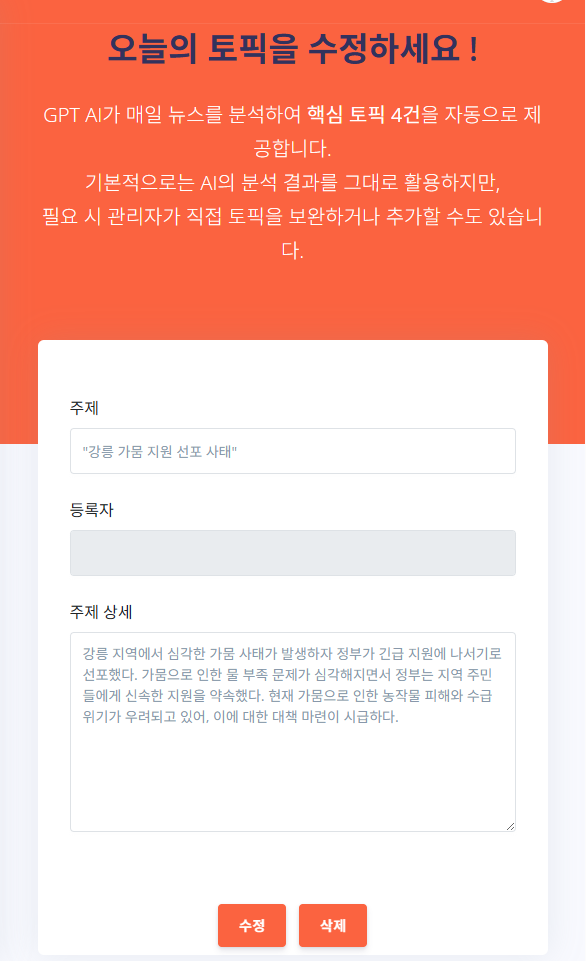 오늘의 토픽을 수정하세요 !
GPT AI가 매일 뉴스를 분석하여 핵심 토픽 4건을 자동으로 제
공합니다.
기본적으로는 AI의 분석 결과를 그대로 활용하지만,
필요 시 관리자가 직접 토픽을 보완하거나 추가할 수도 있습니
다.
주제
"강릉 가뭄 지원 선포 사태"
등록자
주제 상세
강릉 지역에서 심각한 가뭄 사태가 발생하자 정부가 긴급 지원에 나서기로
선포했다. 가뭄으로 인한 물 부족 문제가 심각해지면서 정부는 지역 주민
들에게 신속한 지원을 약속했다. 현재 가뭄으로 인한 농작물 피해와 수급
위기가 우려되고 있어, 이에 대한 대책 마련이 시급하다.
수정 삭제